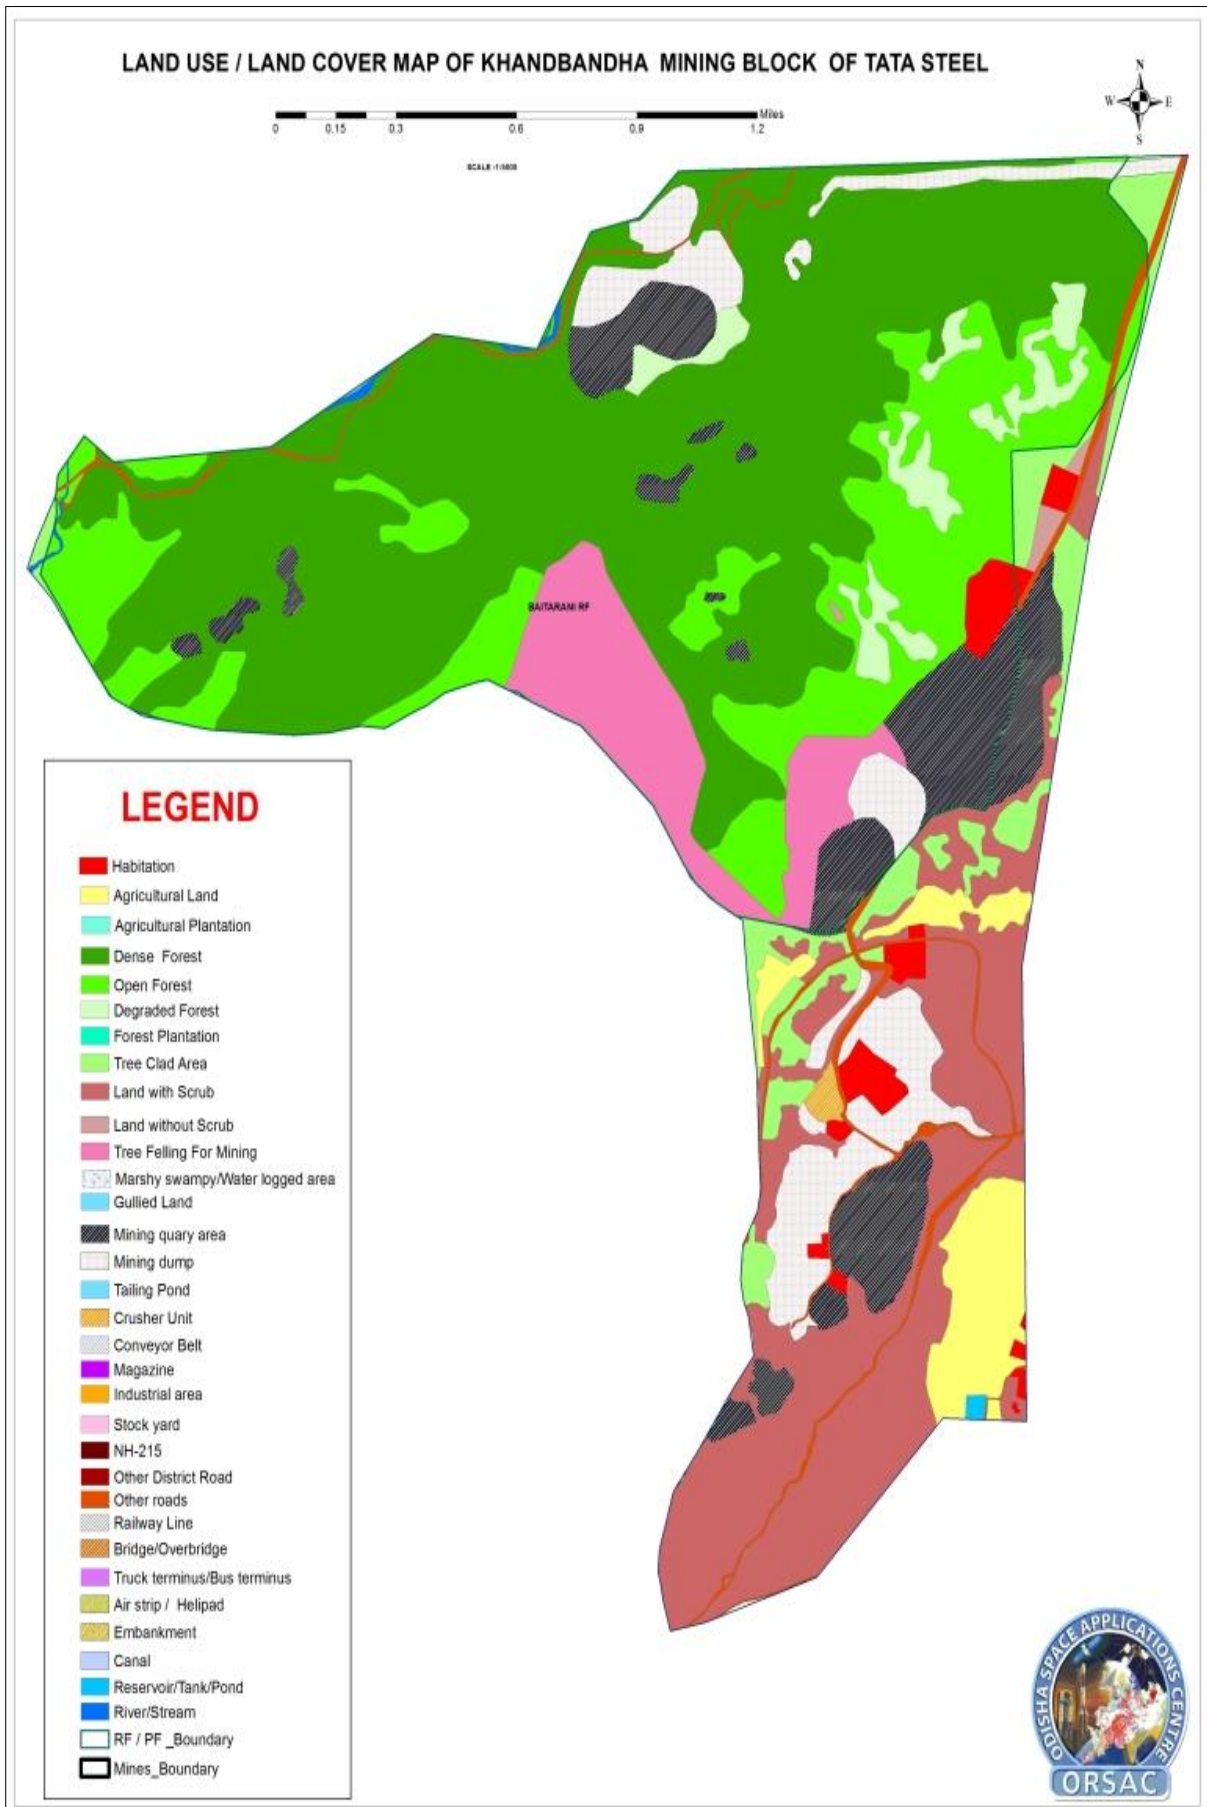 LAND USE / LAND COVER MAP OF KHANDBANDHA MINING BLOCK OF TATA STEEL
N
W E
S
Miles
0 0.15 0.3 0.6 0.9 1.2
SCALE -1:5000
BAITARANI RF
LEGEND
Habitation
Agricultural Land
Agricultural Plantation
Dense Forest
Open Forest
Degraded Forest
Forest Plantation
Tree Clad Area
Land with Scrub
Land without Scrub
Tree Felling For Mining
Marshy swampy/Water logged area
Gullied Land
Mining quary area
Mining dump
Tailing Pond
Crusher Unit
Conveyor Belt
Magazine
Industrial area
Stock yard
NH-215
Other District Road
Other roads
Railway Line
Bridge/Overbridge
Truck terminus/Bus terminus
Air strip / Helipad
Embankment
Canal
Reservoir/Tank/Pond
River/Stream
RF / PF _Boundary
Mines_Boundary
ODISHA SPACE APPLICATIONS CENTRE
ORSAC